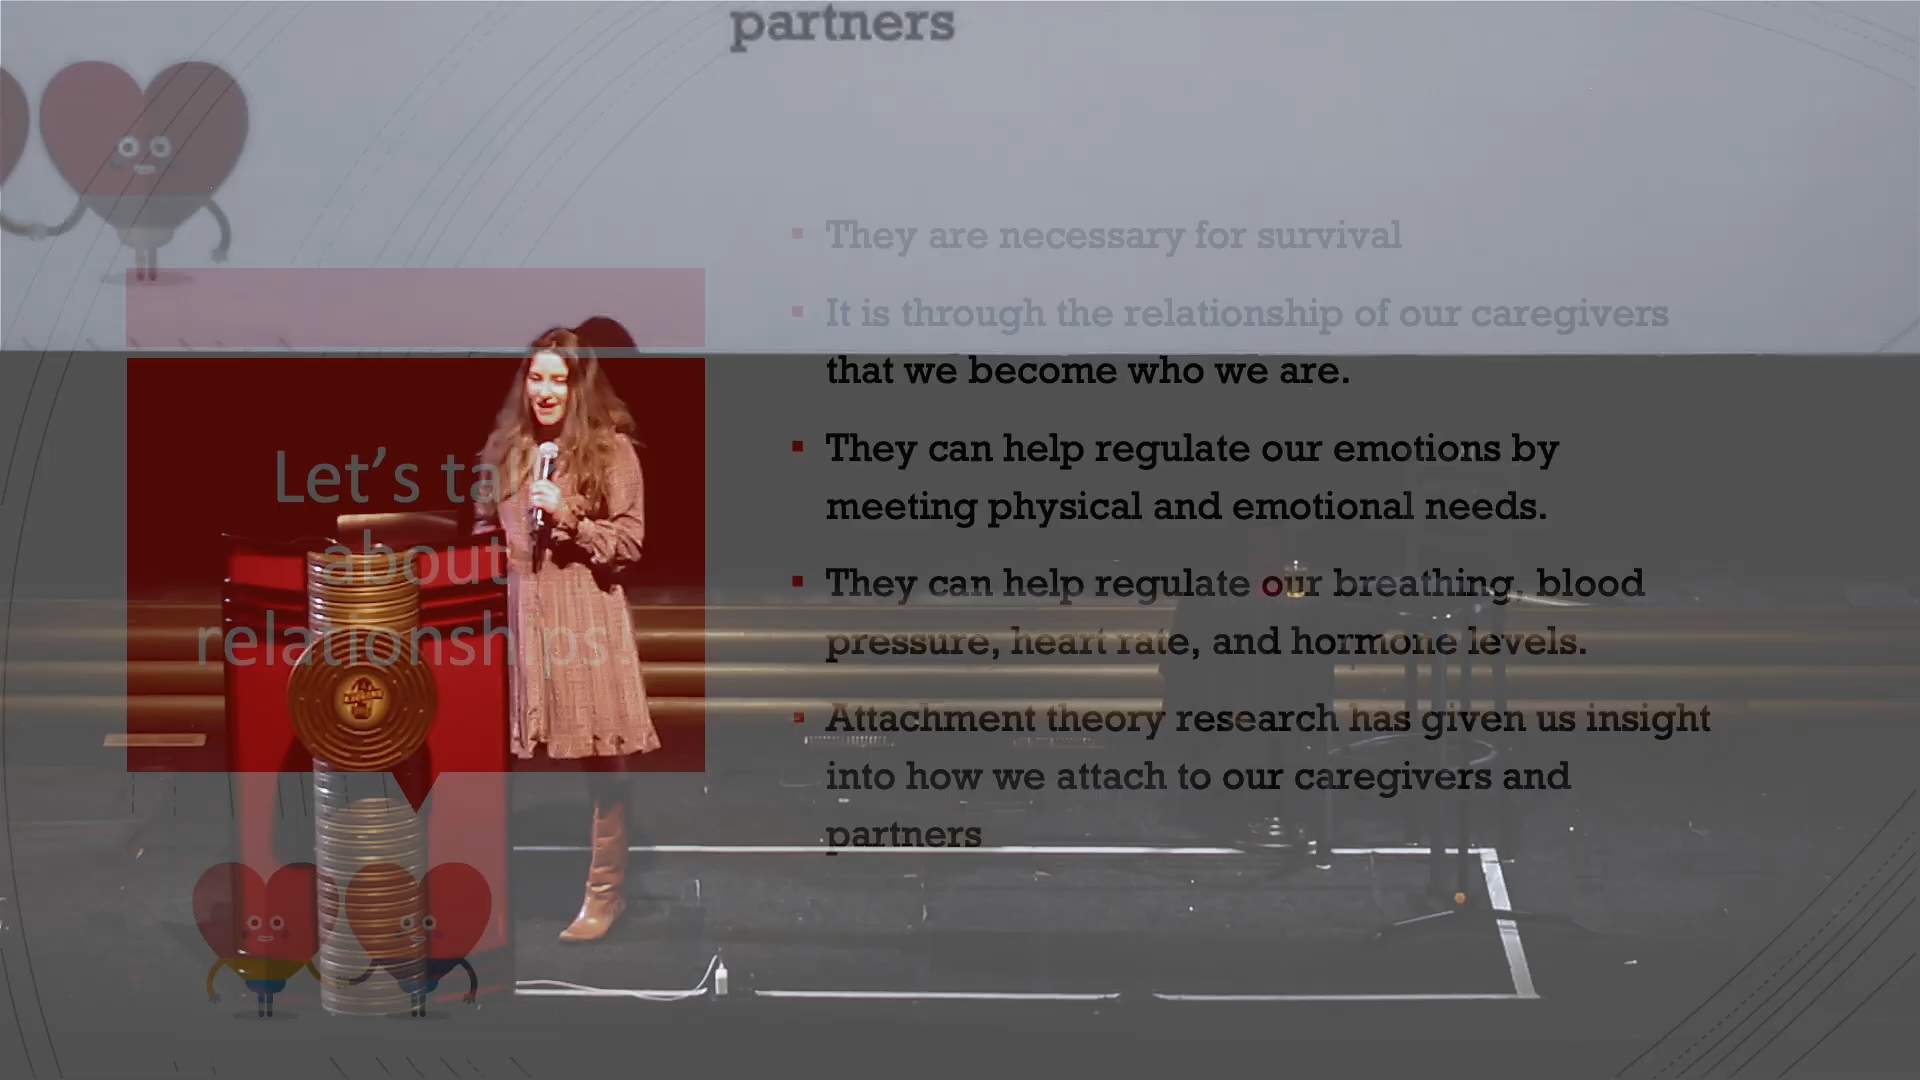 partners
They are necessary for survival
It is through the relationship of our caregivers
that we become who we are.
They can help regulate our emotions by
meeting physical and emotional needs.
They can help regulate our breathing, blood
pressure, heart rate, and hormone levels.
Attachment theory research has given us insight
into how we attach to our caregivers and
partners
Let's talk
about
relationships!